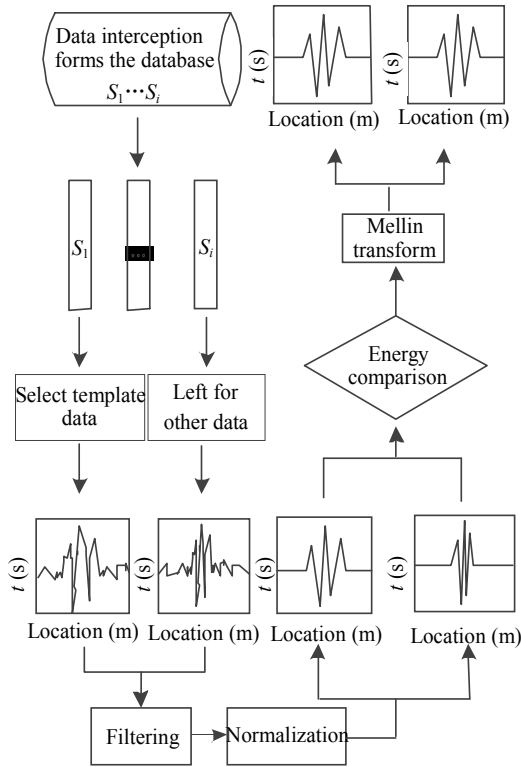 Data interception
forms the database
S1···Si
S1
...
Si
Select template
data
Left for
other data
t (s)
Location (m)
t (s)
Location (m)
Filtering
Normalization
t (s)
Location (m)
t (s)
Location (m)
Energy
comparison
Mellin
transform
t (s)
Location (m)
t (s)
Location (m)